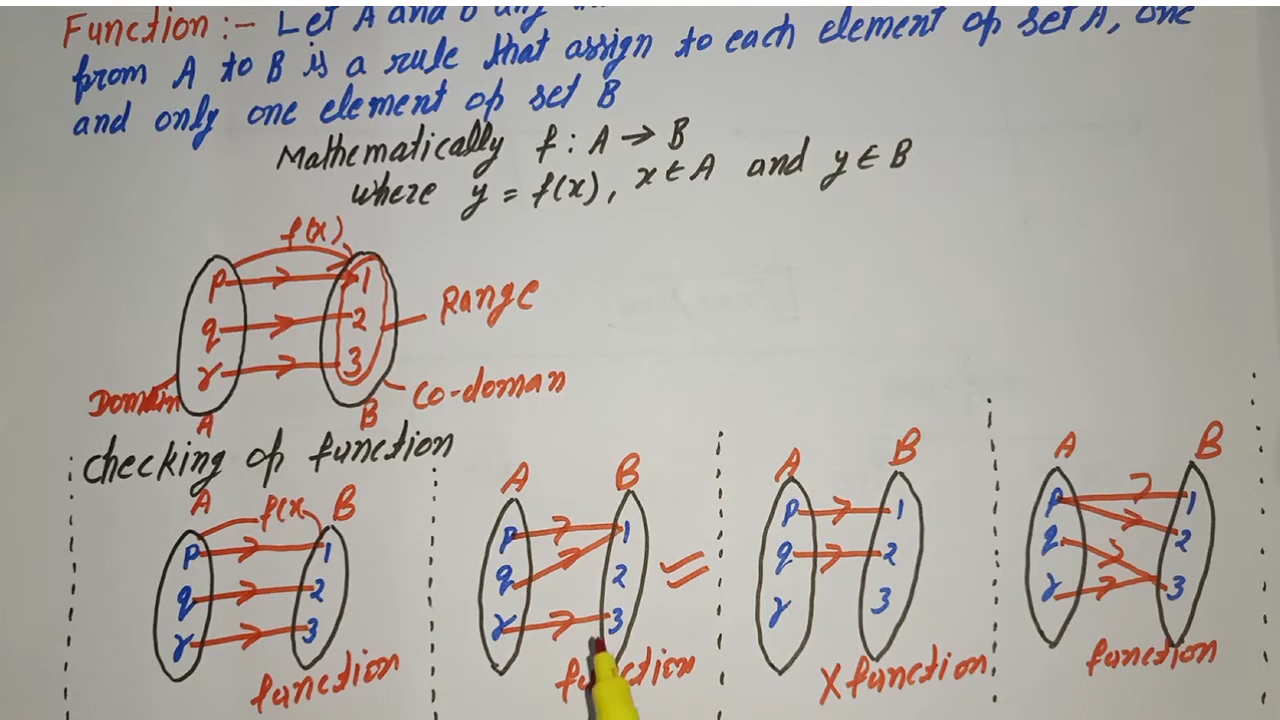 Function :- Let A and B any
from A to B is a rule that assign to each element of set A, one
and only one element of set B
Mathematically f : A → B
where y = f(x), x ∈ A and y ∈ B
f(x)
p 1
q 2
r 3
Range
Domain
Co-doman
A B
checking of function
A f(x B
p 1
q 2
r 3
function
A B
p 1
q 2
r 3
function
A B
p 1
q 2
r 3
X function
A B
p 1
q 2
r 3
function